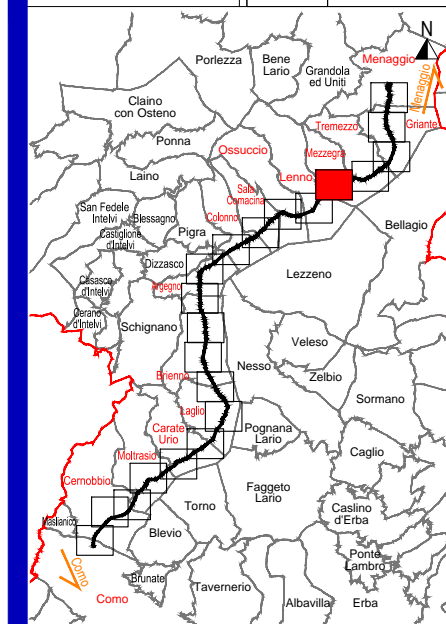 N
Porlezza
Bene
Lario
Menaggio
Grandola
ed Uniti
Menaggio
Claino
con Osteno
Tremezzo
Griante
Ponna
Ossuccio
Mezzegra
Laino
Lenno
Sala
Comacina
San Fedele
Intelvi
Blessagno
Colonno
Bellagio
Castiglione
d'Intelvi
Pigra
Dizzasco
Lezzeno
Casasco
d'Intelvi
Argegno
Cerano
d'Intelvi
Schignano
Veleso
Nesso
Brienno
Zelbio
Sormano
Laglio
Carate
Urio
Pognana
Lario
Caglio
Moltrasio
Cernobbio
Faggeto
Lario
Torno
Caslino
d'Erba
Maslianico
Blevio
Ponte
Lambro
Como
Brunate
Tavernerio
Como
Albavilla
Erba